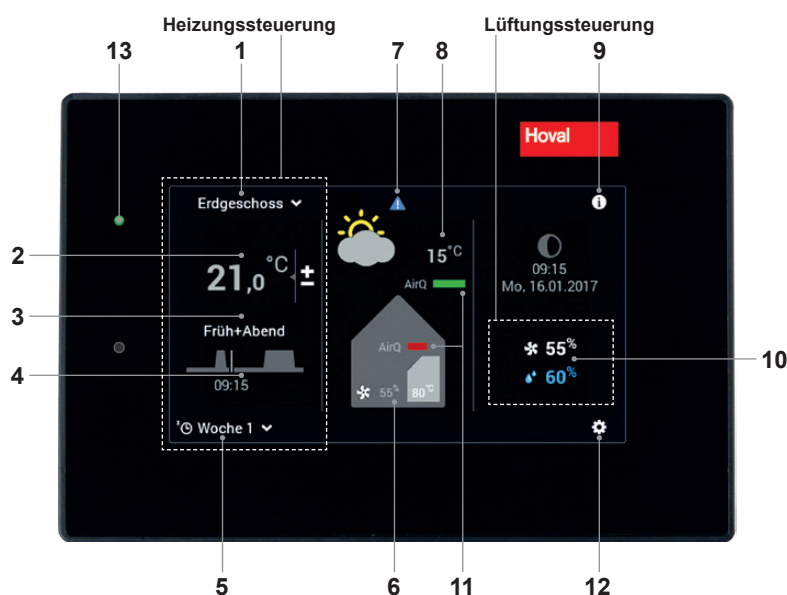 Heizungssteuerung
Lüftungssteuerung
13
1
7
8
9
Hoval
Erdgeschoss
2
21,0 °C
±
15°C
AirQ
09:15
Mo, 16.01.2017
3
Früh+Abend
AirQ
55%
60%
10
4
09:15
55%
80°C
z
Woche 1
5
6
11
12